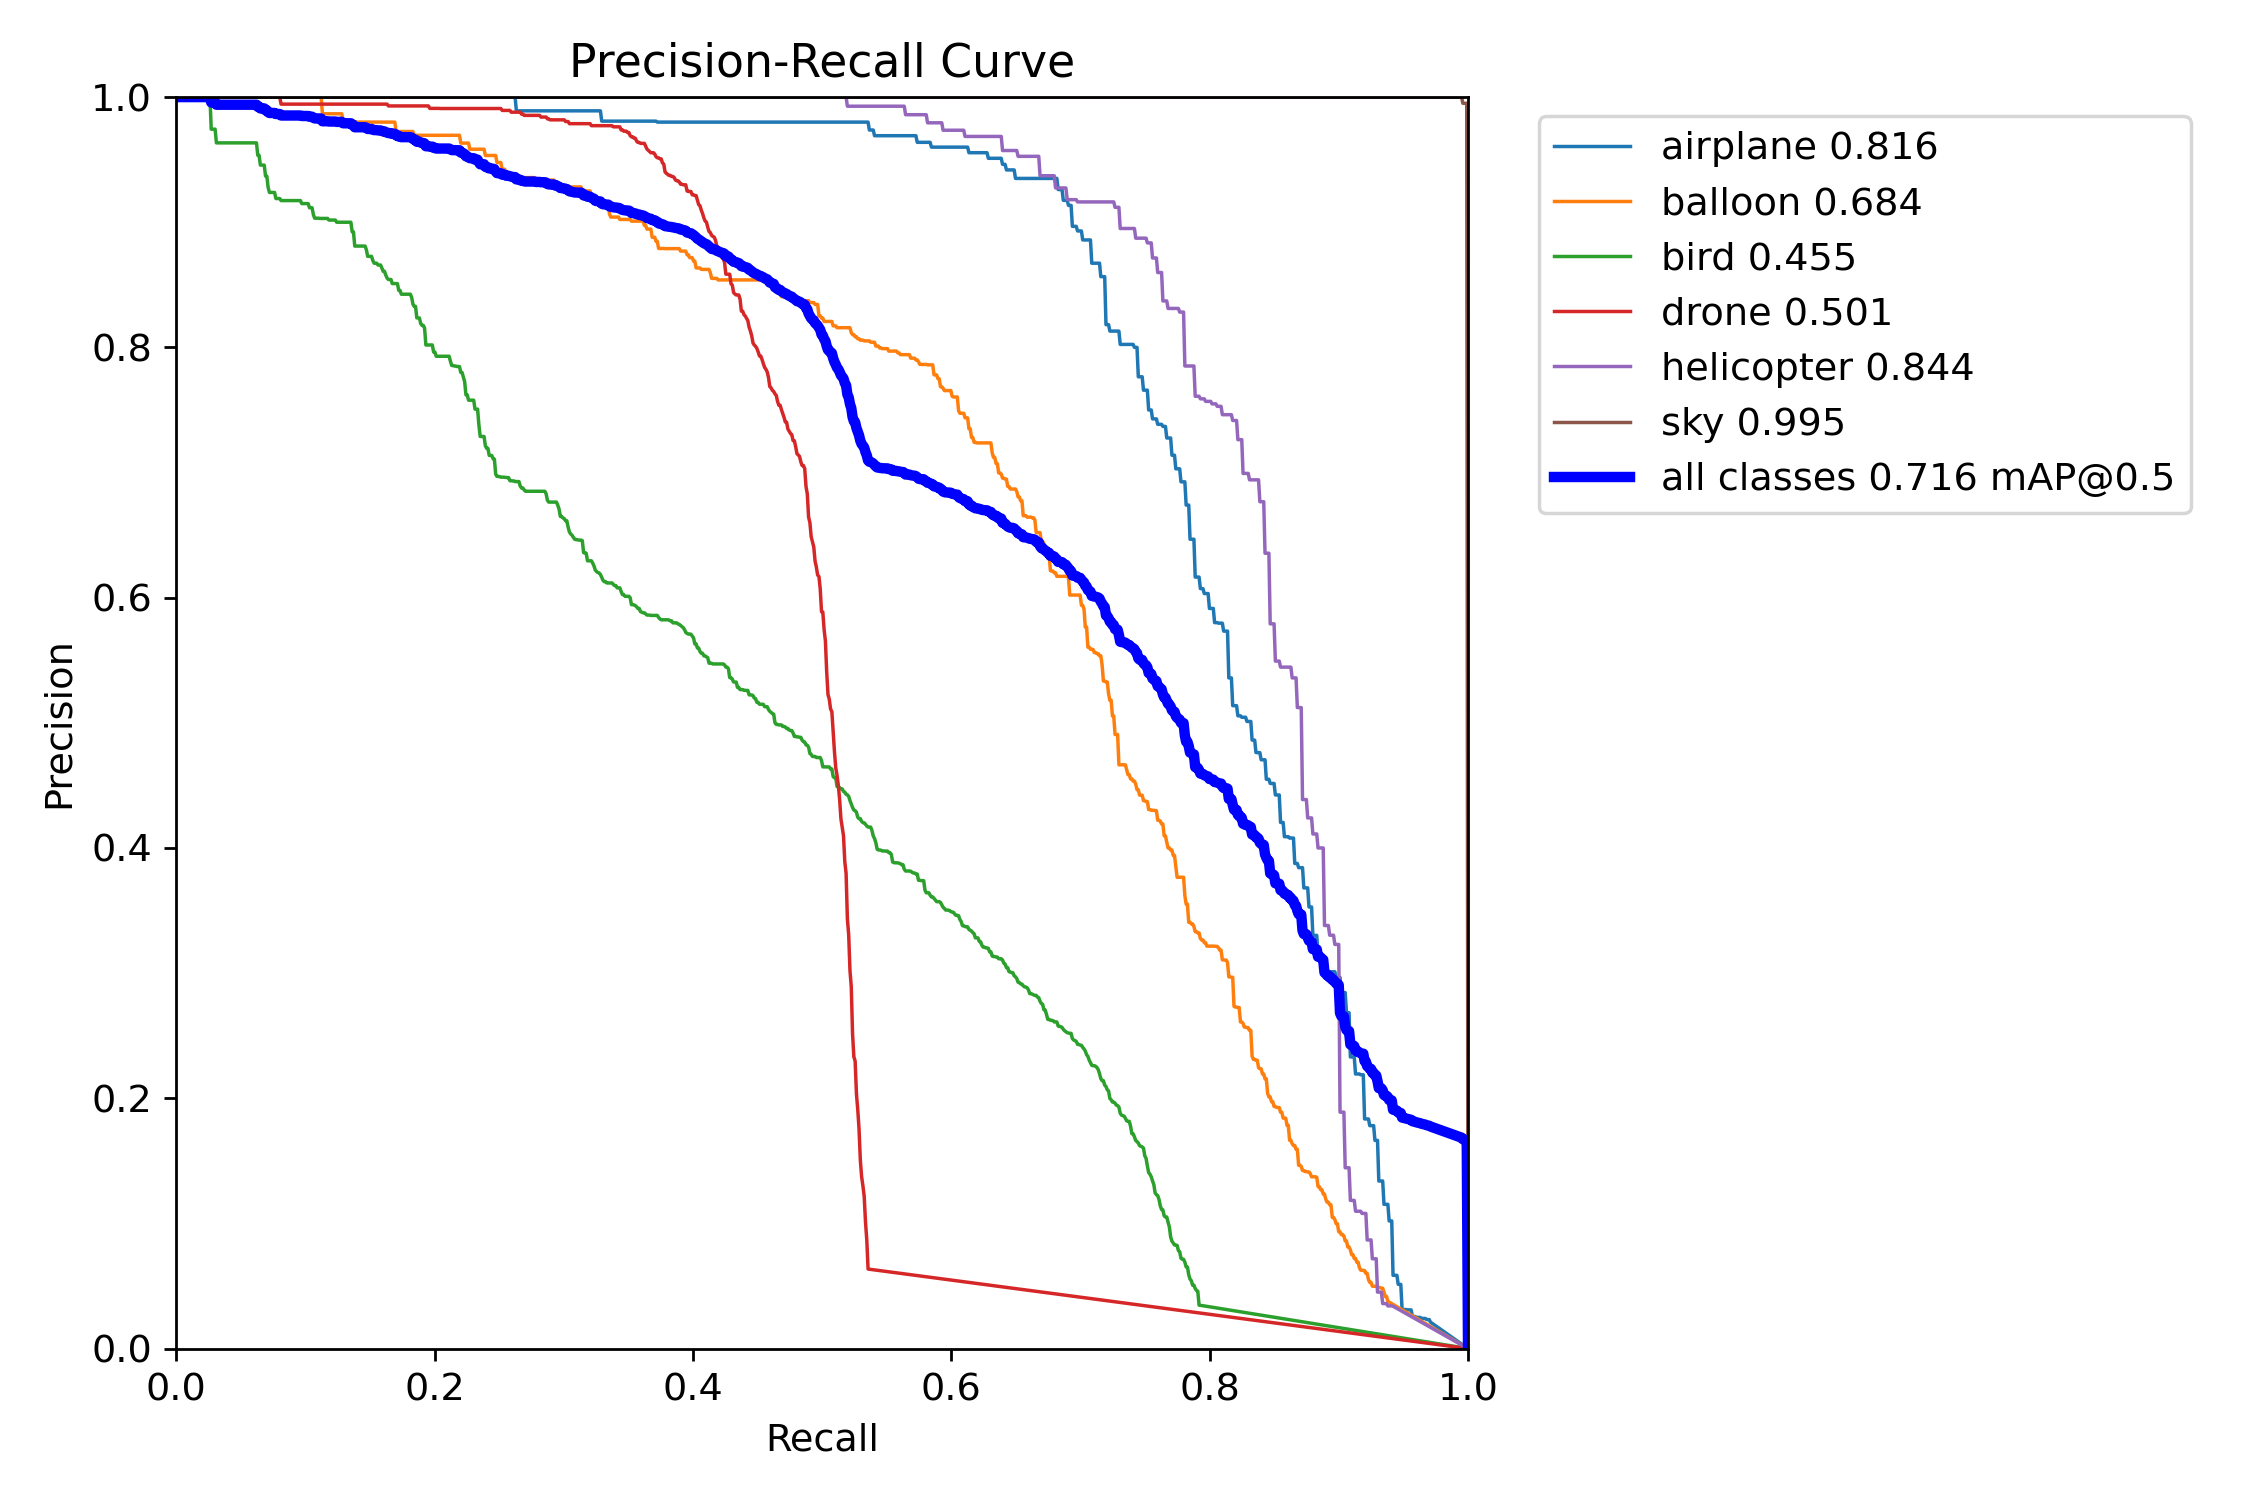 Precision-Recall Curve
1.0
0.8
0.6
0.4
0.2
0.0
Precision
0.0 0.2 0.4 0.6 0.8 1.0
Recall
airplane 0.816
balloon 0.684
bird 0.455
drone 0.501
helicopter 0.844
sky 0.995
all classes 0.716 mAP@0.5